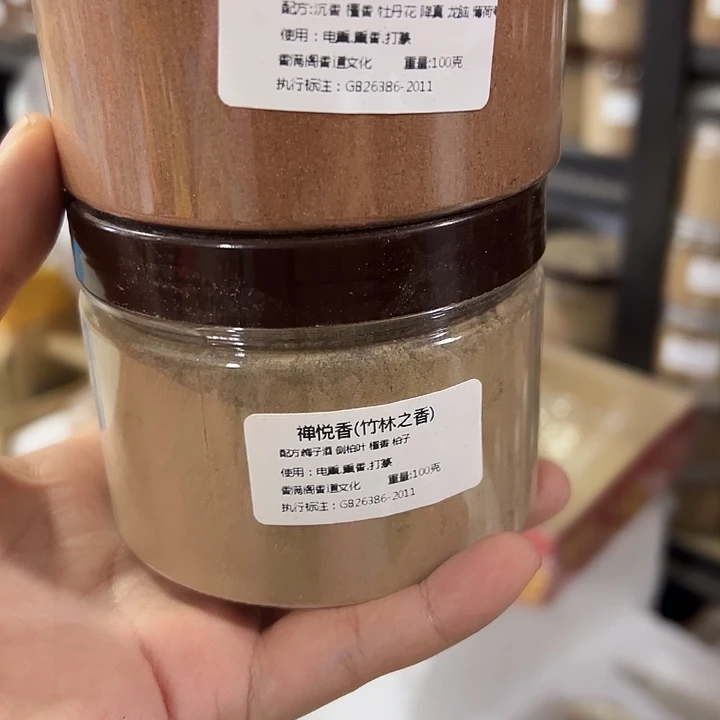 配方:沉香 檀香 牡丹花 降真 龙脑 薄荷
使用：电熏.熏香.打篆
香满阁香道文化 重量:100克
执行标注：GB26386-2011
禅悦香(竹林之香)
配方:梅子酒 侧柏叶 檀香 柏子
使用：电熏.熏香.打篆
香满阁香道文化 重量:100克
执行标注：GB26386-2011